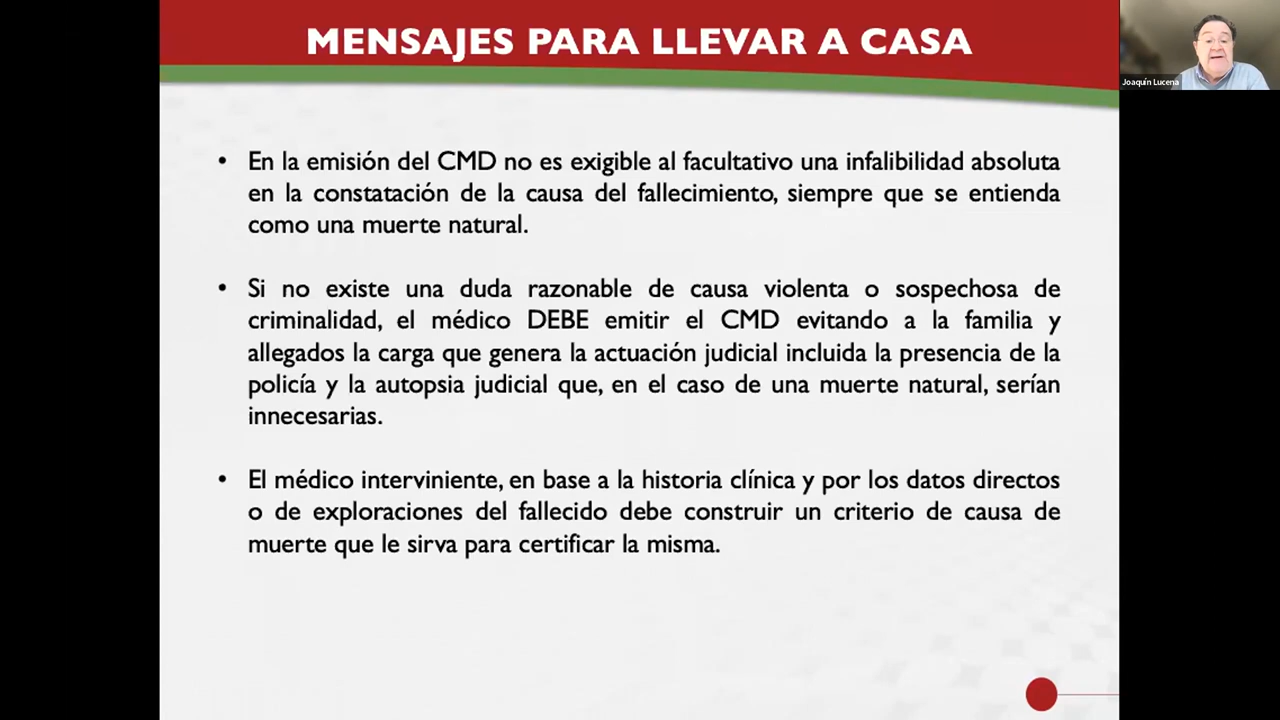 MENSAJES PARA LLEVAR A CASA
Joaquín Lucena
• En la emisión del CMD no es exigible al facultativo una infalibilidad absoluta
en la constatación de la causa del fallecimiento, siempre que se entienda
como una muerte natural.
• Si no existe una duda razonable de causa violenta o sospechosa de
criminalidad, el médico DEBE emitir el CMD evitando a la familia y
allegados la carga que genera la actuación judicial incluida la presencia de la
policía y la autopsia judicial que, en el caso de una muerte natural, serían
innecesarias.
• El médico interviniente, en base a la historia clínica y por los datos directos
o de exploraciones del fallecido debe construir un criterio de causa de
muerte que le sirva para certificar la misma.